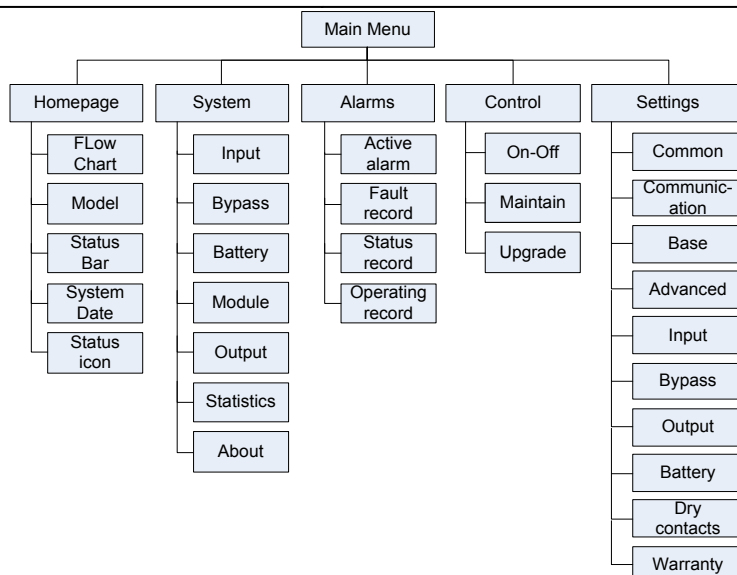 Main Menu
Homepage
FLow
Chart
Model
Status
Bar
System
Date
Status
icon
System
Input
Bypass
Battery
Module
Output
Statistics
About
Alarms
Active
alarm
Fault
record
Status
record
Operating
record
Control
On-Off
Maintain
Upgrade
Settings
Common
Communic-
ation
Base
Advanced
Input
Bypass
Output
Battery
Dry
contacts
Warranty